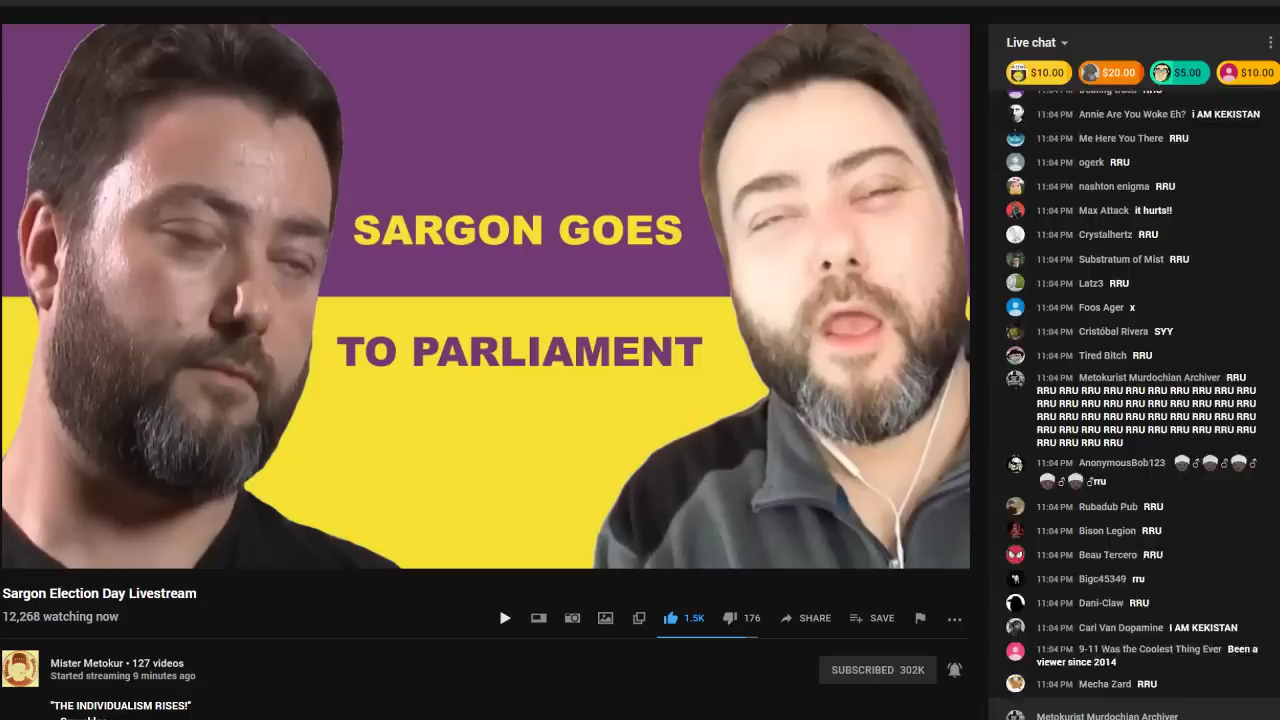 SARGON GOES
TO PARLIAMENT
Sargon Election Day Livestream
12,268 watching now
1.5K
176
SHARE
SAVE
Mister Metokur • 127 videos
Started streaming 9 minutes ago
SUBSCRIBED 302K
"THE INDIVIDUALISM RISES!"
Live chat
$10.00
$20.00
$5.00
$10.00
11:04 PM Annie Are You Woke Eh? i AM KEKISTAN
11:04 PM Me Here You There RRU
11:04 PM ogerk RRU
11:04 PM nashton enigma RRU
11:04 PM Max Attack it hurts!!
11:04 PM Crystalhertz RRU
11:04 PM Substratum of Mist RRU
11:04 PM Latz3 RRU
11:04 PM Foos Ager x
11:04 PM Cristóbal Rivera SYY
11:04 PM Tired Bitch RRU
11:04 PM Metokurist Murdochian Archiver RRU
RRU RRU RRU RRU RRU RRU RRU RRU RRU RRU
RRU RRU RRU RRU RRU RRU RRU RRU RRU RRU
RRU RRU RRU RRU RRU RRU RRU RRU RRU RRU
RRU RRU RRU RRU RRU RRU RRU RRU RRU RRU
RRU RRU RRU RRU
11:04 PM AnonymousBob123
rru
11:04 PM Rubadub Pub RRU
11:04 PM Bison Legion RRU
11:04 PM Beau Tercero RRU
11:04 PM Bigc45349 rru
11:04 PM Dani-Claw RRU
11:04 PM Carl Van Dopamine i AM KEKISTAN
11:04 PM 9-11 Was the Coolest Thing Ever Been a
viewer since 2014
11:04 PM Mecha Zard RRU
Metokurist Murdochian Archiver